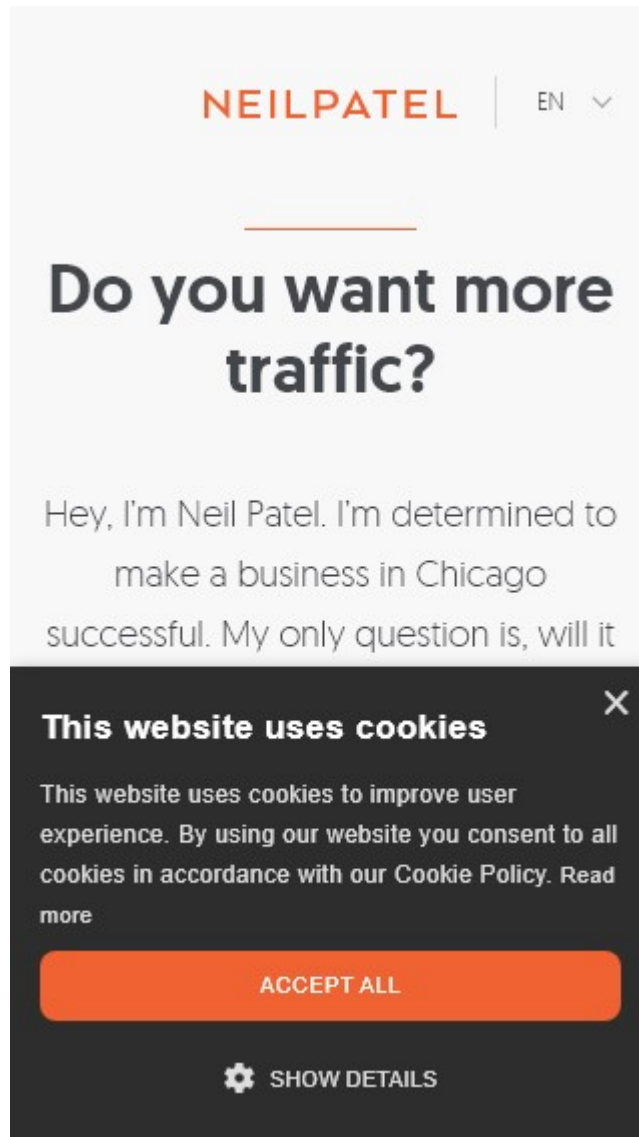 NEILPATEL EN
Do you want more
traffic?
Hey, I'm Neil Patel. I'm determined to
make a business in Chicago
successful. My only question is, will it
This website uses cookies
This website uses cookies to improve user
experience. By using our website you consent to all
cookies in accordance with our Cookie Policy. Read
more
ACCEPT ALL
SHOW DETAILS